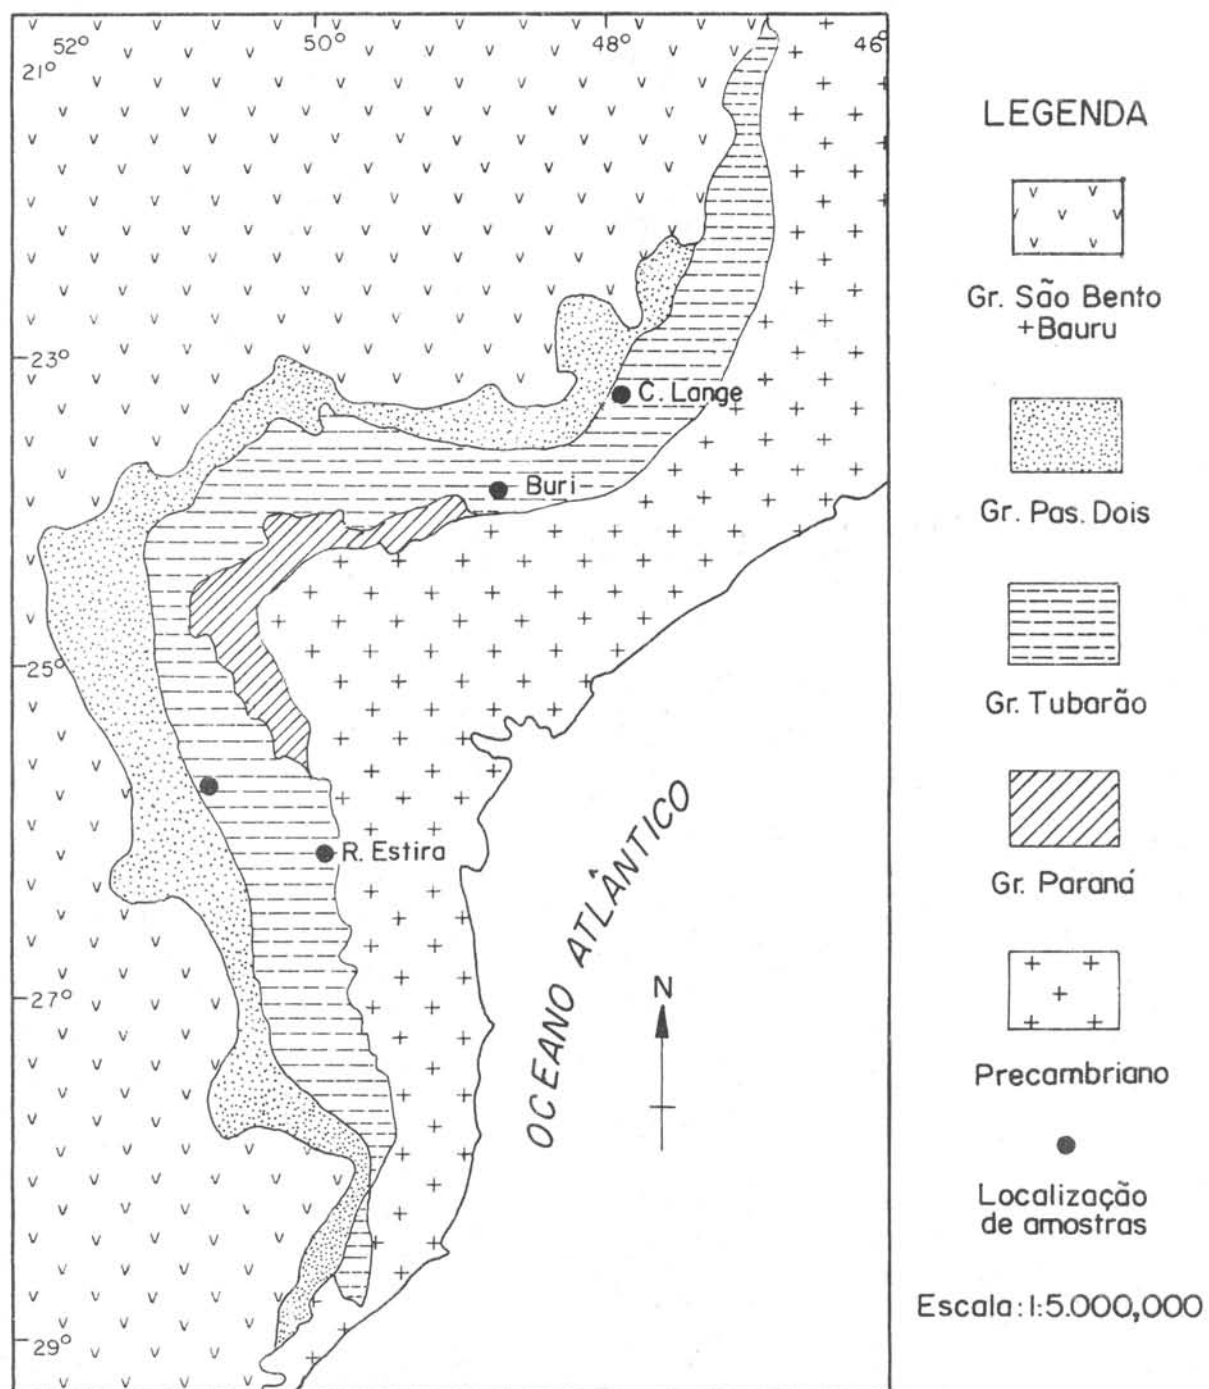 52°
50°
48°
46°
21°
23°
25°
27°
29°
C. Lange
Buri
R. Estira
OCEANO ATLÂNTICO
N
LEGENDA
Gr. São Bento
+Bauru
Gr. Pas. Dois
Gr. Tubarão
Gr. Paraná
Precambriano
Localização
de amostras
Escala: 1:5.000,000